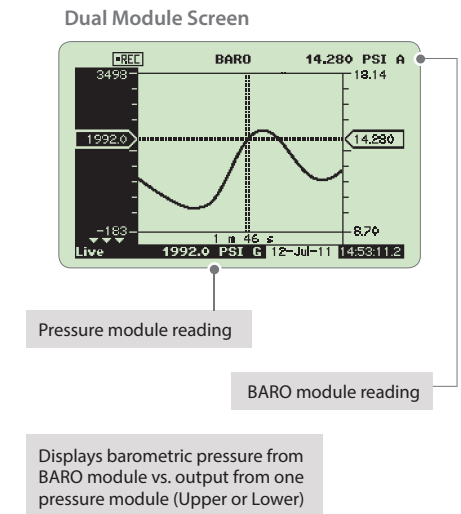 Dual Module Screen
REC BARO 14.280 PSI A
3498 18.14
1992.0 14.280
-183 8.70
1 m 46 s
Live 1992.0 PSI G 12-Jul-11 14:53:11.2
Pressure module reading
BARO module reading
Displays barometric pressure from
BARO module vs. output from one
pressure module (Upper or Lower)